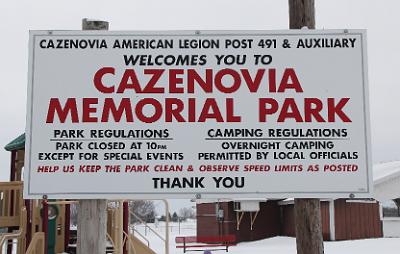 CAZENOVIA AMERICAN LEGION POST 491 & AUXILIARY
WELCOMES YOU TO
CAZENOVIA
MEMORIAL PARK
PARK REGULATIONS
PARK CLOSED AT 10PM
EXCEPT FOR SPECIAL EVENTS
CAMPING REGULATIONS
OVERNIGHT CAMPING
PERMITTED BY LOCAL OFFICIALS
HELP US KEEP THE PARK CLEAN & OBSERVE SPEED LIMITS AS POSTED
THANK YOU